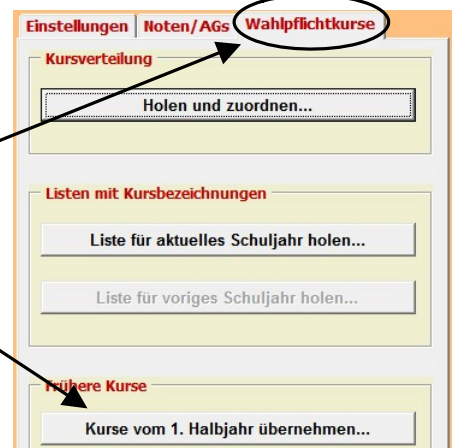 Einstellungen Noten/AGs Wahlpflichtkurse
Kursverteilung
Holen und zuordnen...
Listen mit Kursbezeichnungen
Liste für aktuelles Schuljahr holen...
Liste für voriges Schuljahr holen...
Frühere Kurse
Kurse vom 1. Halbjahr übernehmen...